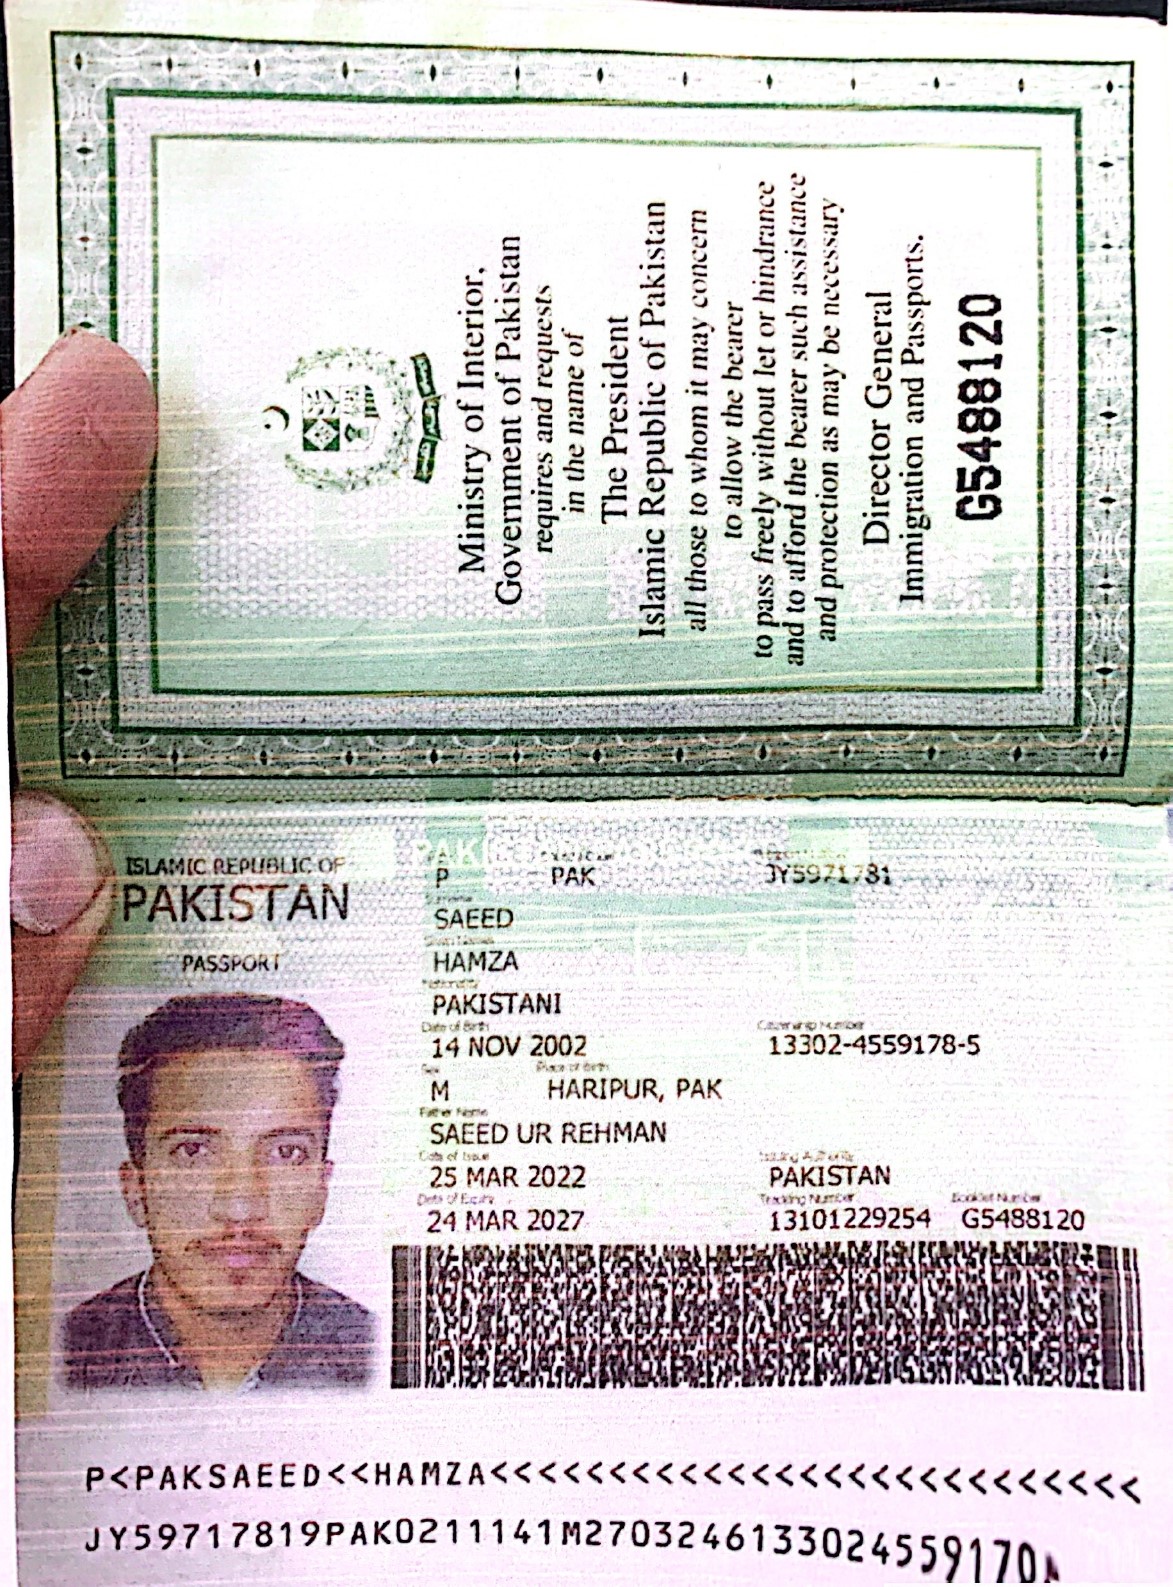 Ministry of Interior,
Government of Pakistan
requires and requests
in the name of
The President
Islamic Republic of Pakistan
all those to whom it may concern
to allow the bearer
to pass freely without let or hindrance
and to afford the bearer such assistance
and protection as may be necessary
Director General
Immigration and Passports.
G5488120
ISLAMIC REPUBLIC OF
PAKISTAN
PASSPORT
P PAK JY5971781
SAEED
HAMZA
Nationality
PAKISTANI
Date of Birth Citizenship Number
14 NOV 2002 13302-4559178-5
Sex Place of Birth
M HARIPUR, PAK
Father Name
SAEED UR REHMAN
Date of Issue Issuing Authority
25 MAR 2022 PAKISTAN
Date of Expiry Tracking Number Booklet Number
24 MAR 2027 13101229254 G5488120
P<PAKSAEED<<HAMZA<<<<<<<<<<<<<<<<<<<<<<<<<<<